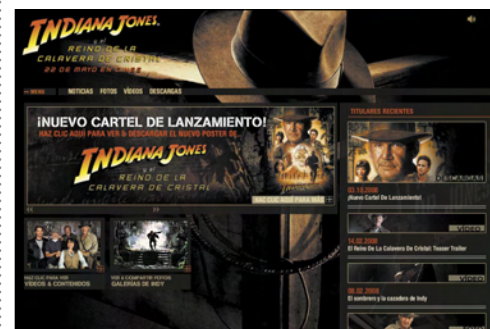 INDIANA JONES
y el
REINO DE LA
CALAVERA DE CRISTAL
22 DE MAYO EN CINES
MENU
NOTICIAS FOTOS VÍDEOS DESCARGAS
¡NUEVO CARTEL DE LANZAMIENTO!
HAZ CLIC AQUÍ PARA VER & DESCARGAR EL NUEVO POSTER DE
INDIANA JONES
y el
REINO DE LA
CALAVERA DE CRISTAL
HAZ CLIC AQUÍ PARA MÁS
HAZ CLIC PARA VER
VÍDEOS & CONTENIDOS
VER & COMPARTIR FOTOS
GALERÍAS DE INDY
TITULARES RECIENTES
DESCARGAS
03.10.2008
¡Nuevo Cartel De Lanzamiento!
VIDEO
14.02.2008
El Reino De La Calavera De Cristal: Teaser Trailer
VIDEO
08.02.2008
El sombrero y la cazadora de Indy